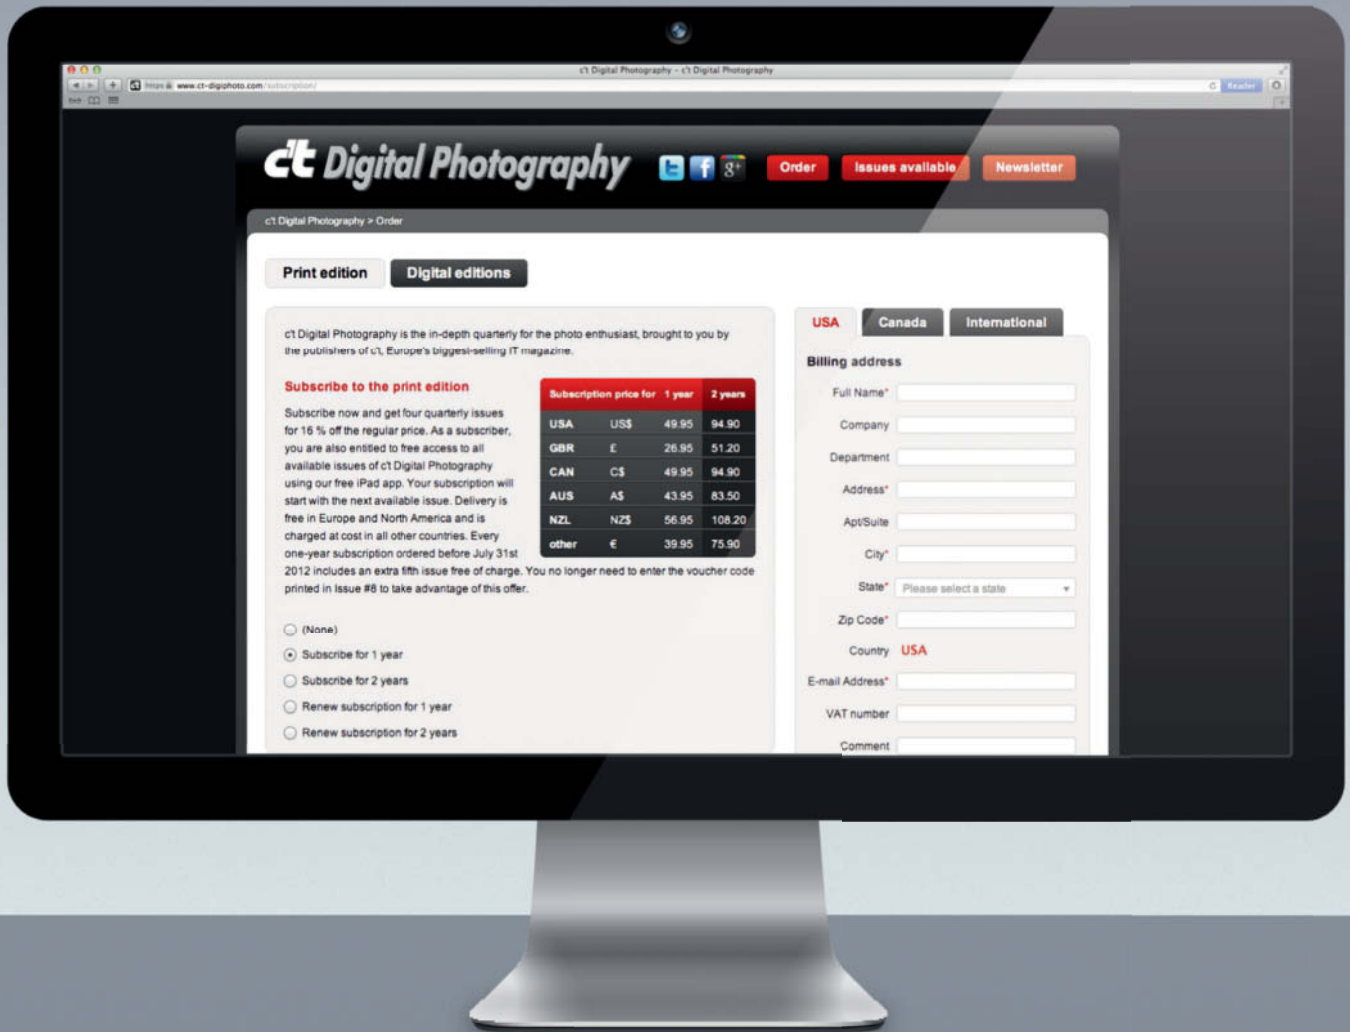 c't Digital Photography – c't Digital Photography
https www.ct-digiphoto.com/subscription/
Reader
c't Digital Photography
Order
Issues available
Newsletter
c't Digital Photography > Order
Print edition
Digital editions
c't Digital Photography is the in-depth quarterly for the photo enthusiast, brought to you by
the publishers of c't, Europe's biggest-selling IT magazine.
Subscribe to the print edition
Subscribe now and get four quarterly issues
for 16 % off the regular price. As a subscriber,
you are also entitled to free access to all
available issues of c't Digital Photography
using our free iPad app. Your subscription will
start with the next available issue. Delivery is
free in Europe and North America and is
charged at cost in all other countries. Every
one-year subscription ordered before July 31st
2012 includes an extra fifth issue free of charge. You no longer need to enter the voucher code
printed in Issue #8 to take advantage of this offer.
Subscription price for 1 year 2 years
USA US$ 49.95 94.90
GBR £ 26.95 51.20
CAN C$ 49.95 94.90
AUS A$ 43.95 83.50
NZL NZ$ 56.95 108.20
other € 39.95 75.90
(None)
Subscribe for 1 year
Subscribe for 2 years
Renew subscription for 1 year
Renew subscription for 2 years
USA
Canada
International
Billing address
Full Name*
Company
Department
Address*
Apt/Suite
City*
State* Please select a state
Zip Code*
Country USA
E-mail Address*
VAT number
Comment